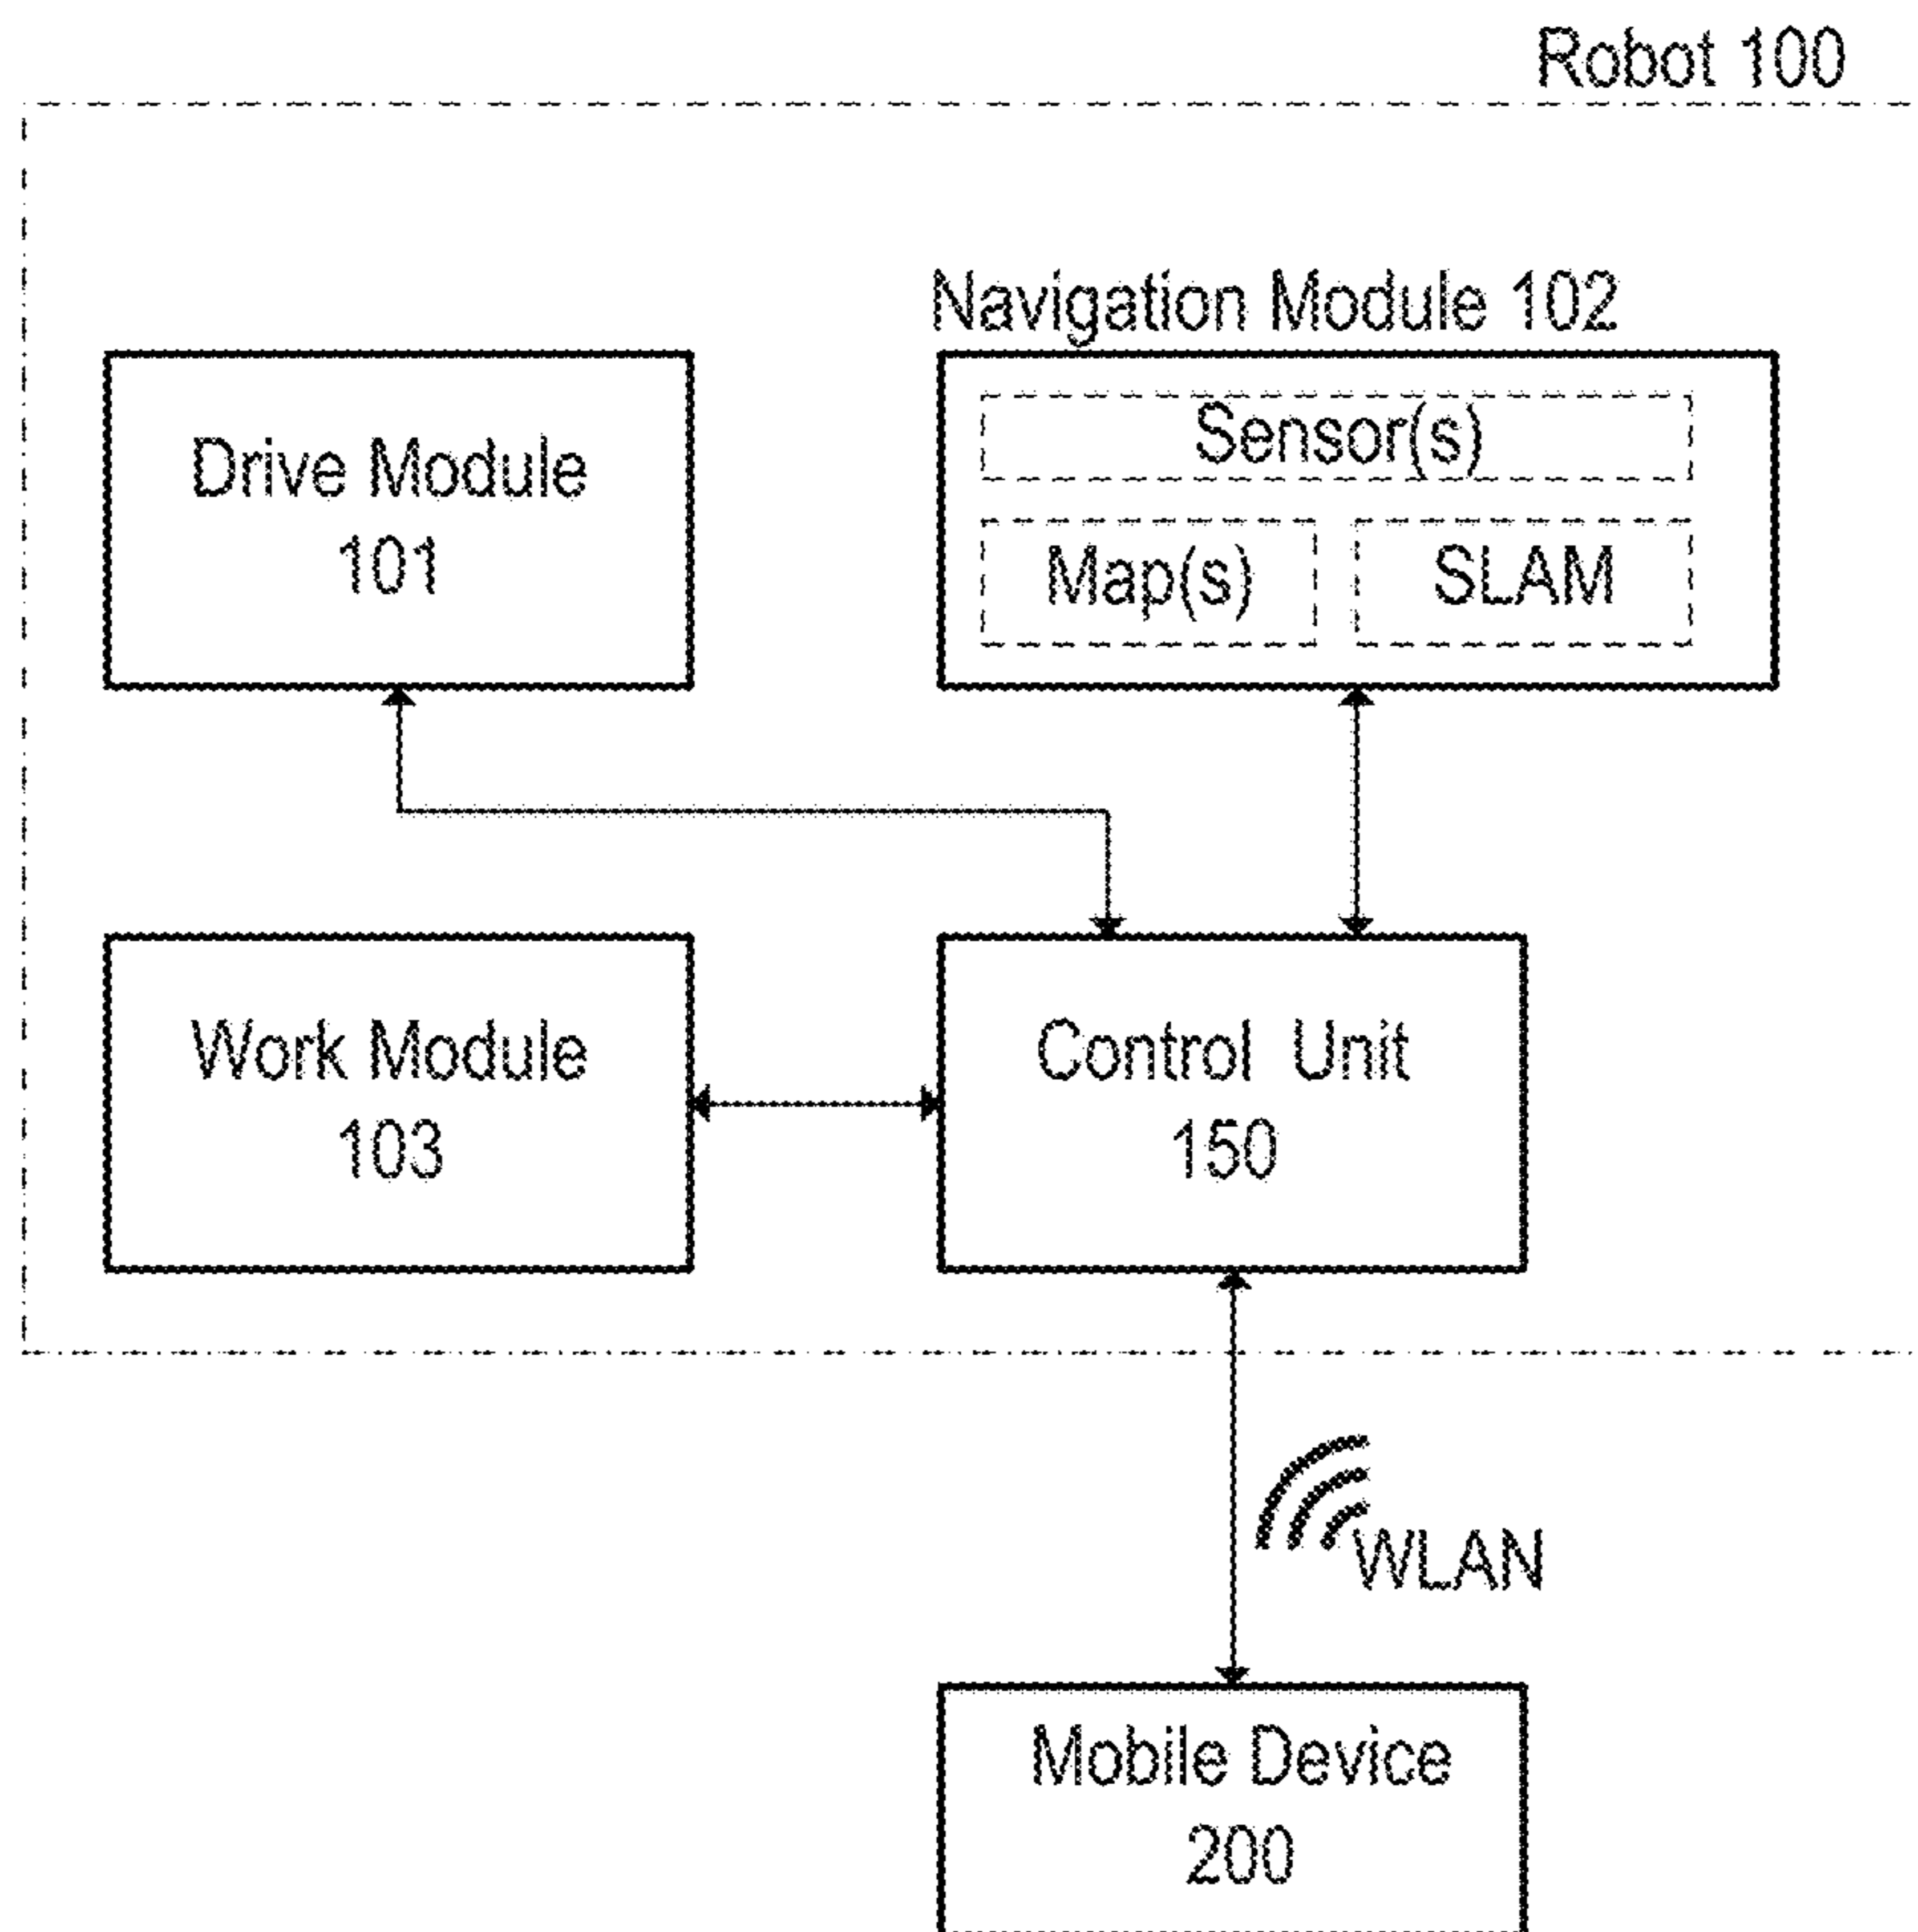 Robot 100
Navigation Module 102
Drive Module
101
Sensor(s)
Map(s)
SLAM
Work Module
103
Control Unit
150
WLAN
Mobile Device
200